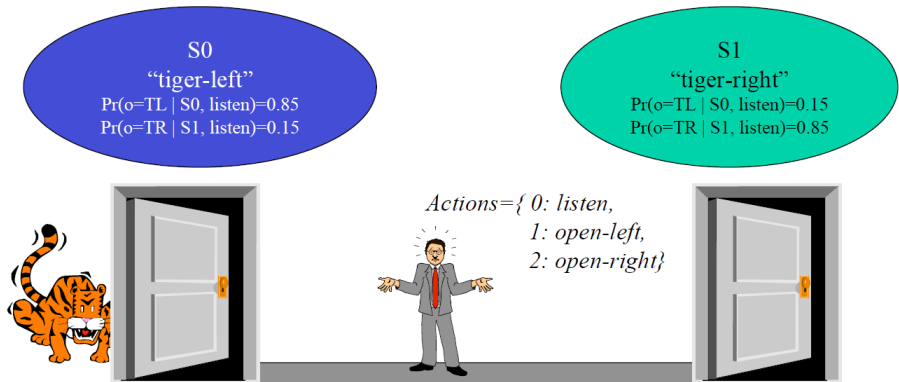 S0
“tiger-left”
Pr(o=TL | S0, listen)=0.85
Pr(o=TR | S1, listen)=0.15
S1
“tiger-right”
Pr(o=TL | S0, listen)=0.15
Pr(o=TR | S1, listen)=0.85
Actions={ 0: listen,
1: open-left,
2: open-right}